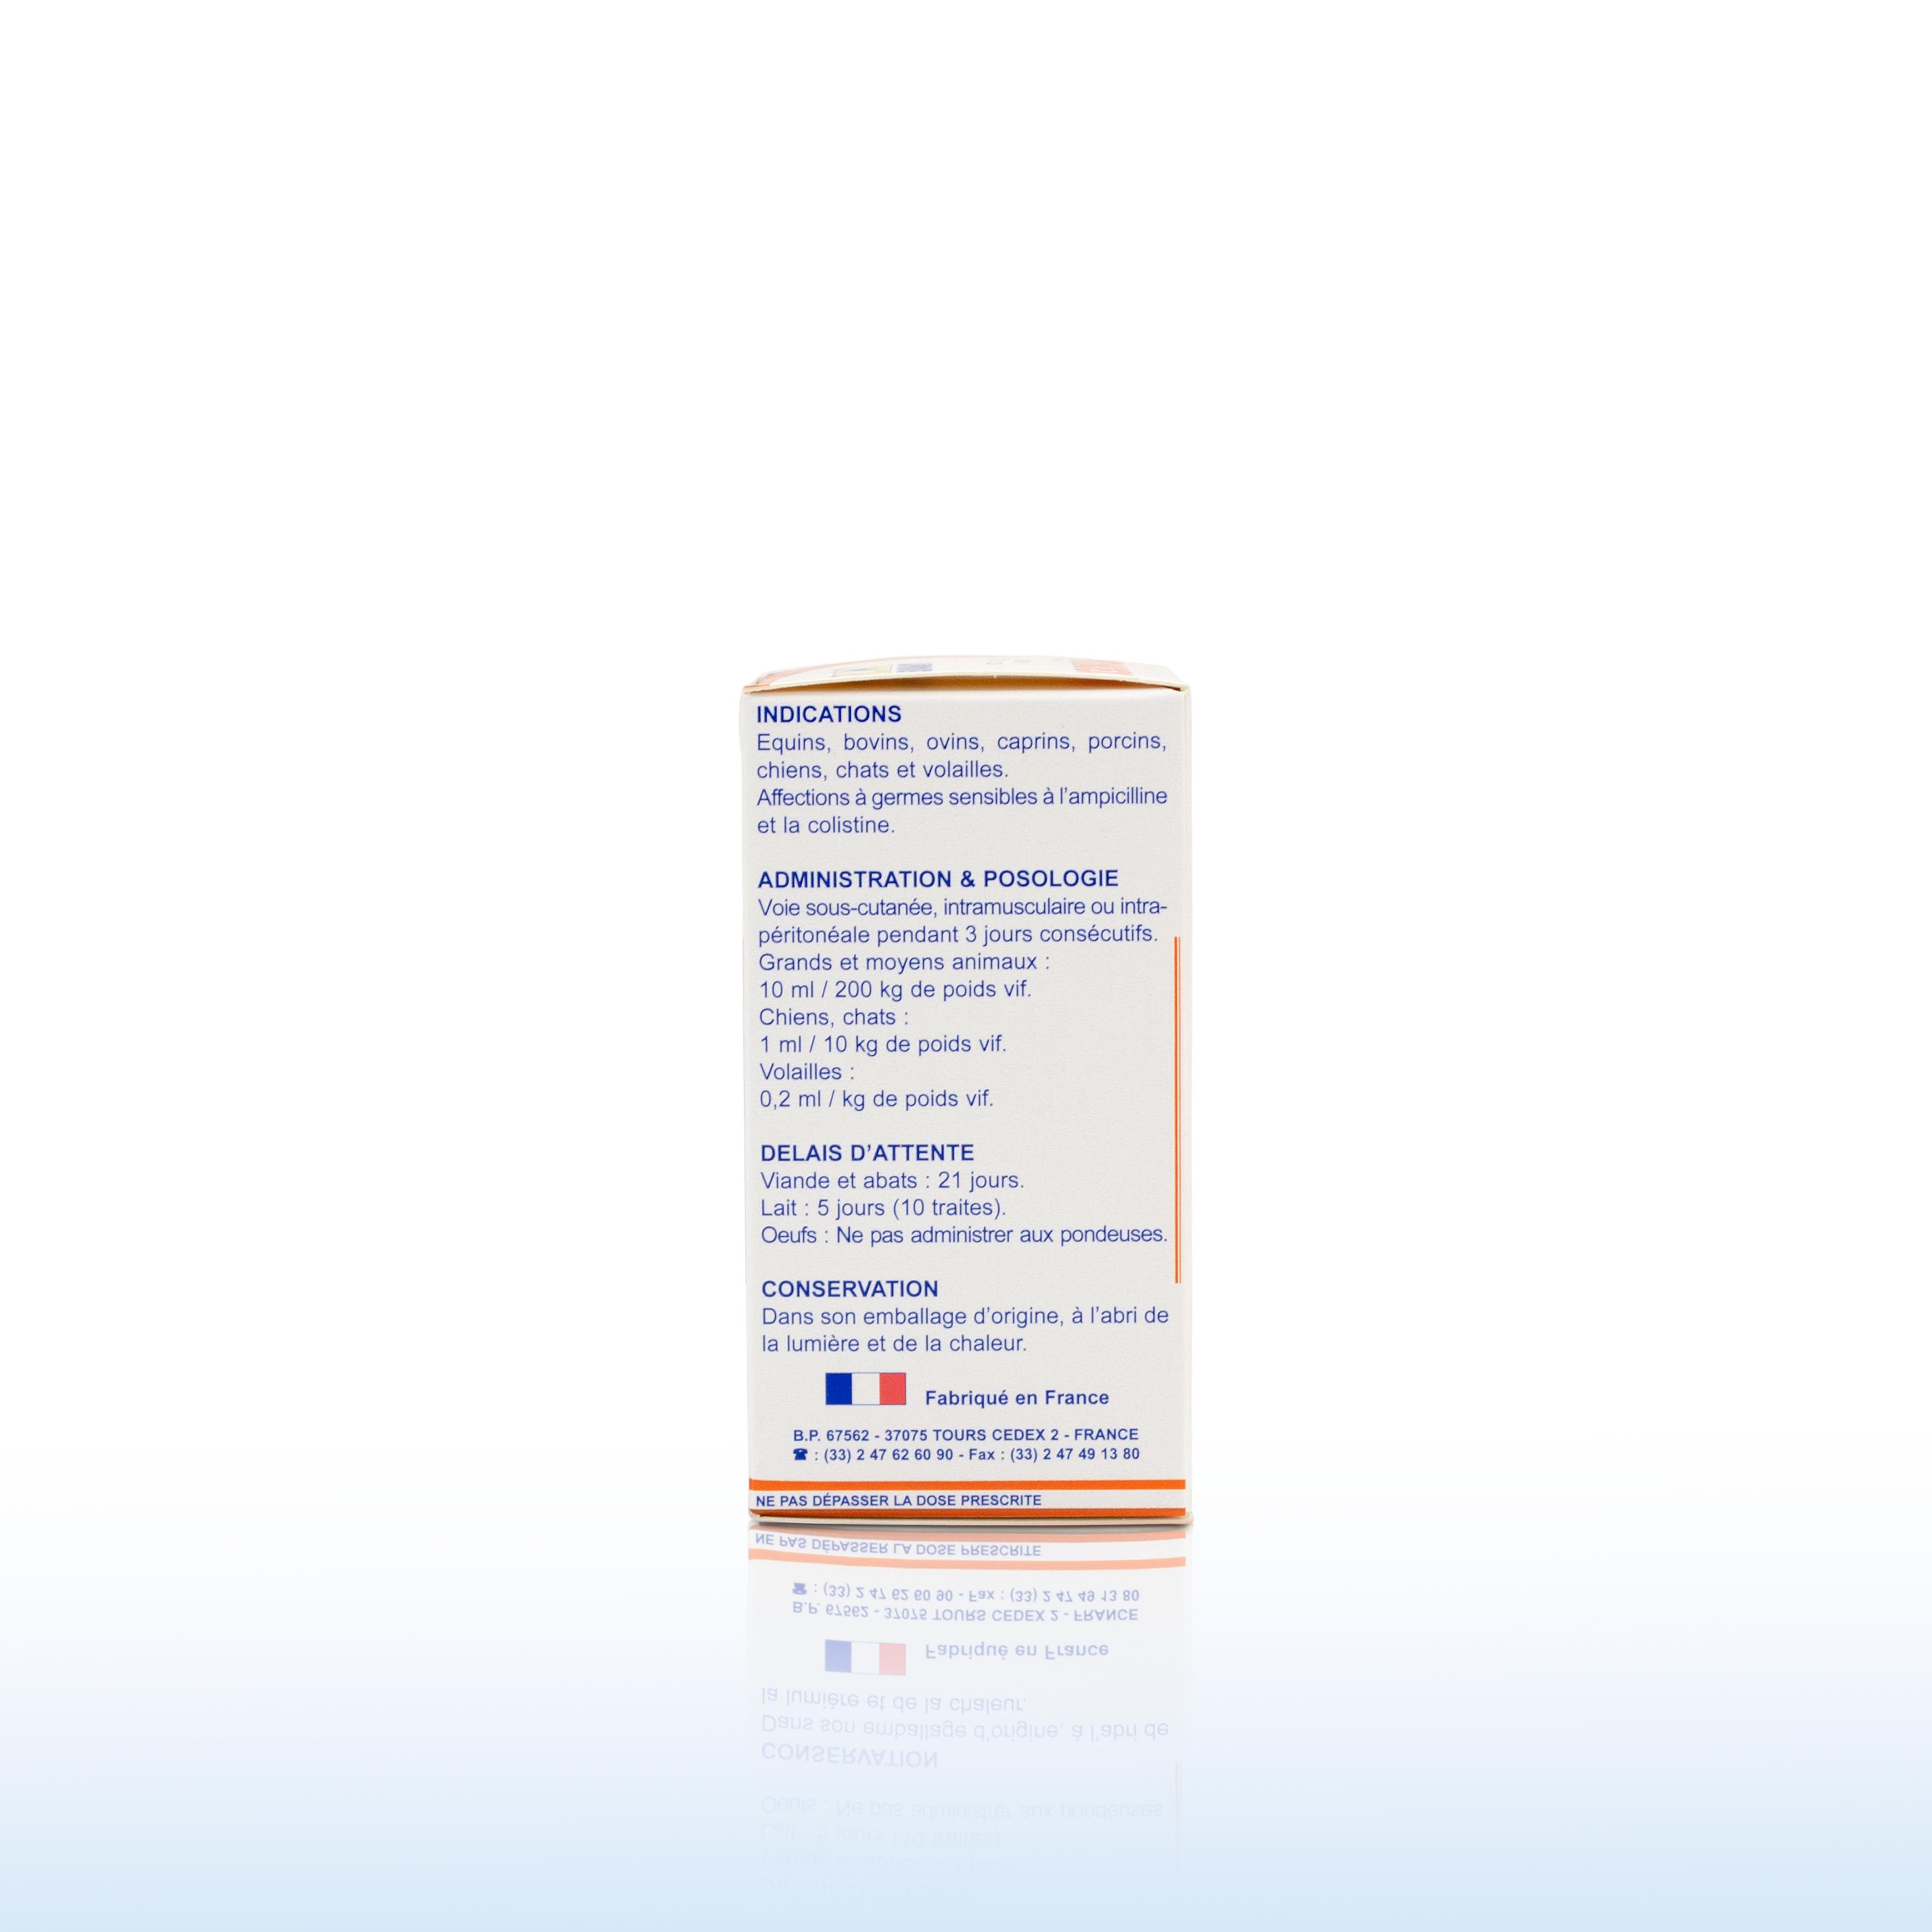 INDICATIONS
Equins, bovins, ovins, caprins, porcins,
chiens, chats et volailles.
Affections à germes sensibles à l'ampicilline
et la colistine.
ADMINISTRATION & POSOLOGIE
Voie sous-cutanée, intramusculaire ou intra-
péritonéale pendant 3 jours consécutifs.
Grands et moyens animaux :
10 ml / 200 kg de poids vif.
Chiens, chats :
1 ml / 10 kg de poids vif.
Volailles :
0,2 ml / kg de poids vif.
DELAIS D'ATTENTE
Viande et abats : 21 jours.
Lait : 5 jours (10 traites).
Oeufs : Ne pas administrer aux pondeuses.
CONSERVATION
Dans son emballage d'origine, à l'abri de
la lumière et de la chaleur.
Fabriqué en France
B.P. 67562 - 37075 TOURS CEDEX 2 - FRANCE
☎ : (33) 2 47 62 60 90 - Fax : (33) 2 47 49 13 80
NE PAS DÉPASSER LA DOSE PRESCRITE